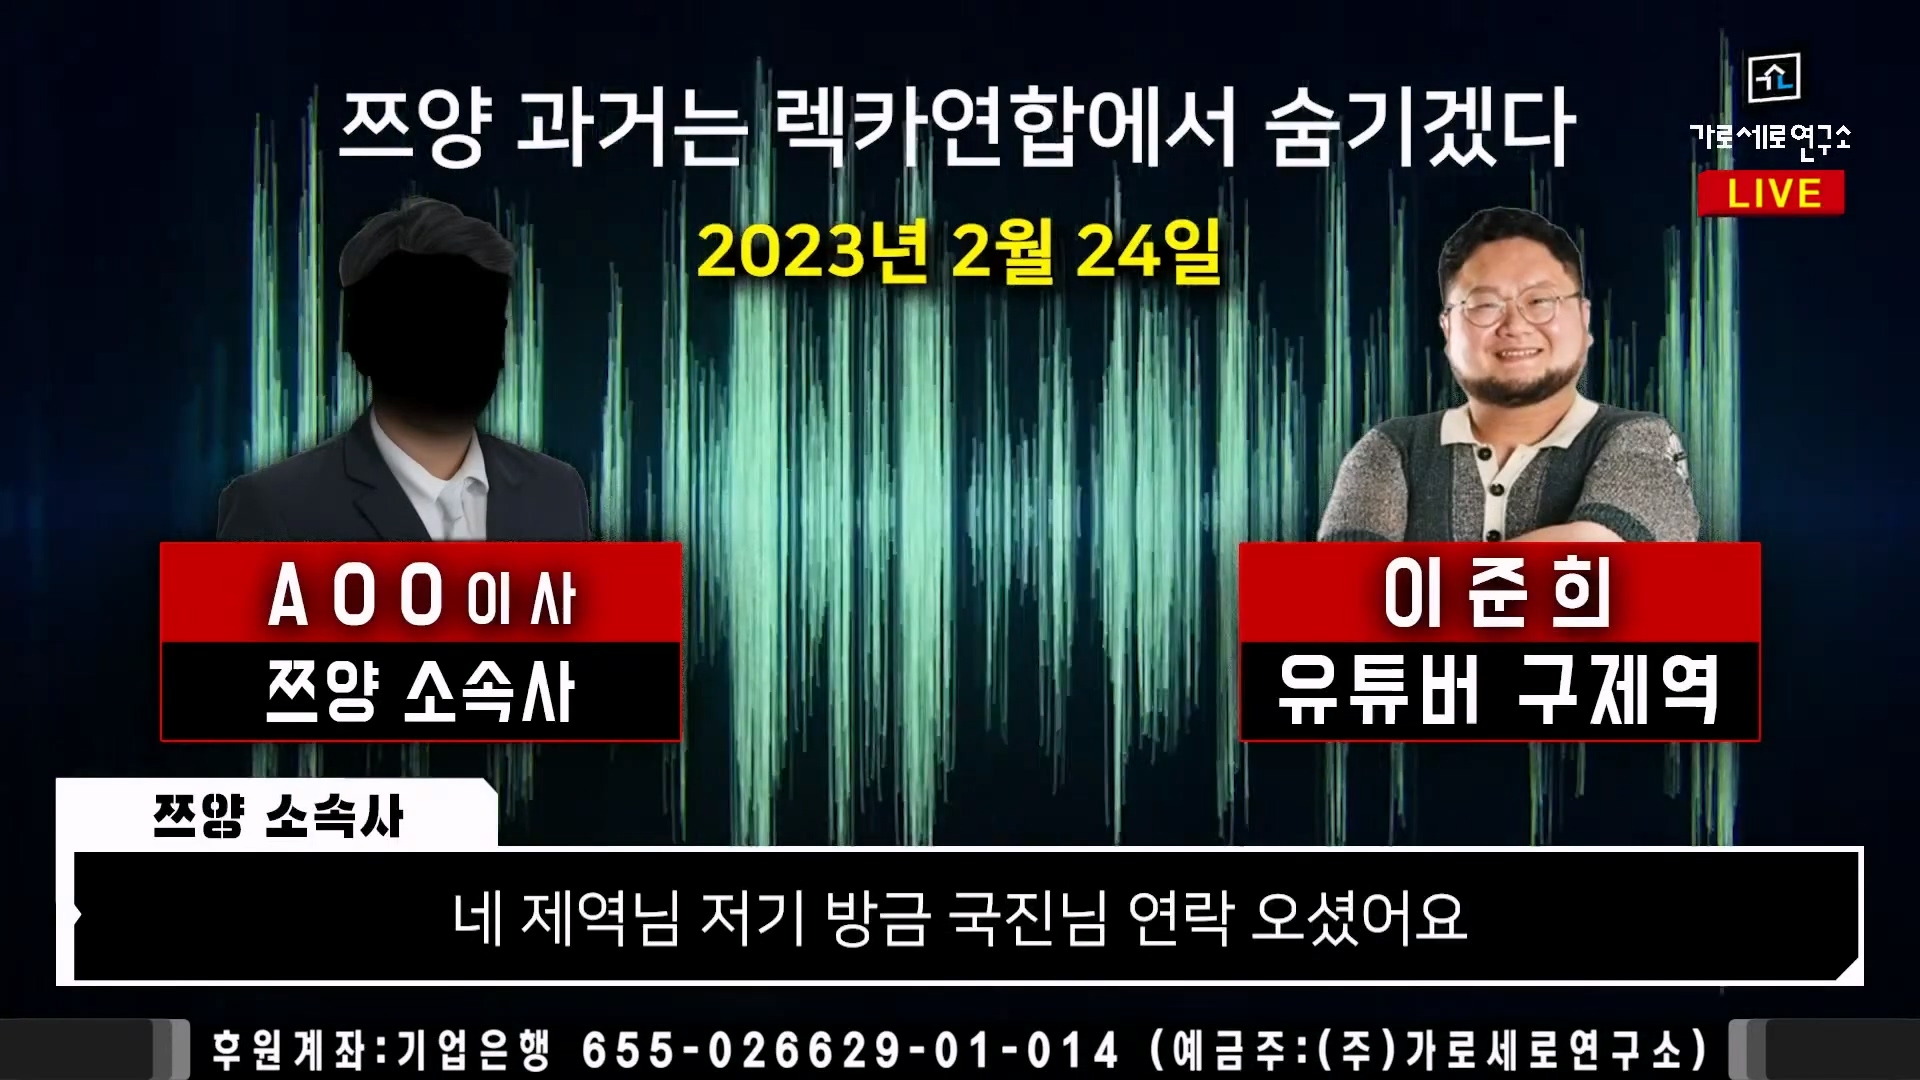 쯔양 과거는 렉카연합에서 숨기겠다
가로세로연구소
LIVE
2023년 2월 24일
A O O 이사
쯔양 소속사
이준희
유튜버 구제역
쯔양 소속사
네 제역님 저기 방금 국진님 연락 오셨어요
후원계좌:기업은행 655-026629-01-014 (예금주:(주)가로세로연구소)